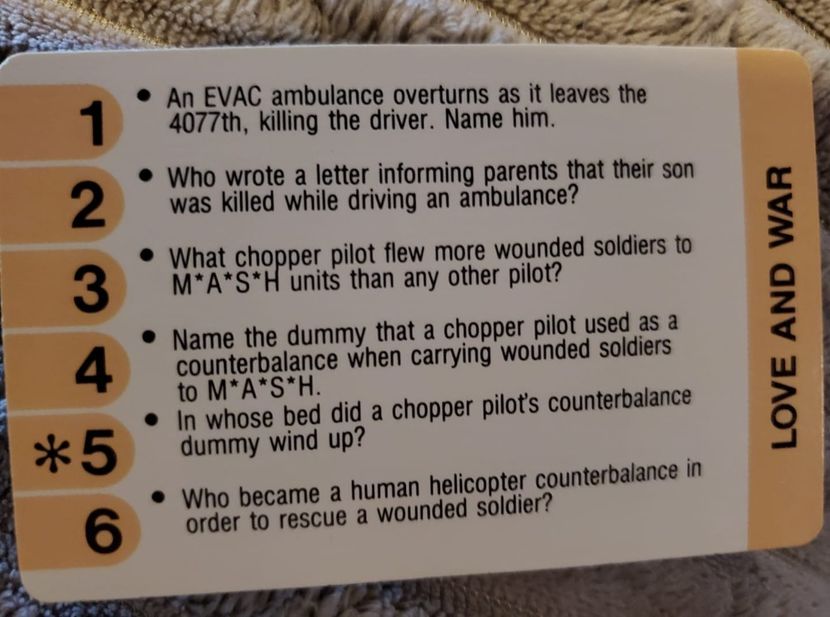 1 • An EVAC ambulance overturns as it leaves the
4077th, killing the driver. Name him.
2 • Who wrote a letter informing parents that their son
was killed while driving an ambulance?
3 • What chopper pilot flew more wounded soldiers to
M*A*S*H units than any other pilot?
4 • Name the dummy that a chopper pilot used as a
counterbalance when carrying wounded soldiers
to M*A*S*H.
*5 • In whose bed did a chopper pilot's counterbalance
dummy wind up?
6 • Who became a human helicopter counterbalance in
order to rescue a wounded soldier?
LOVE AND WAR